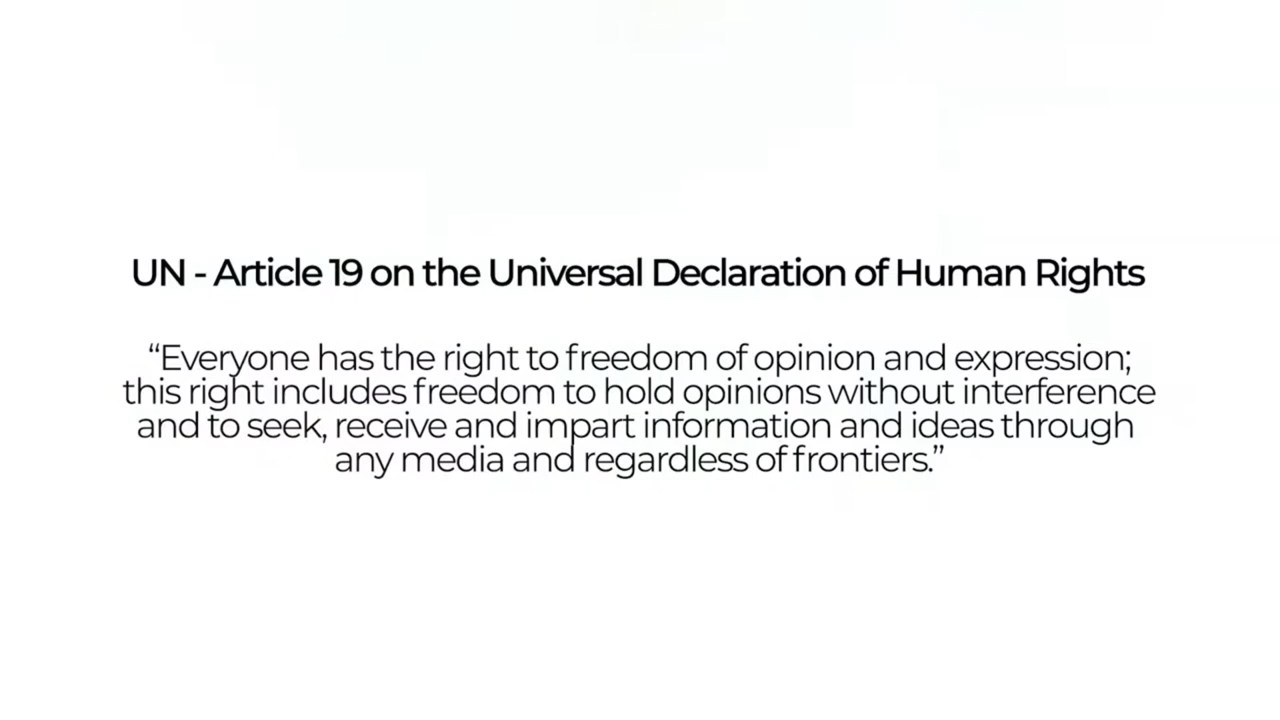 UN - Article 19 on the Universal Declaration of Human Rights
“Everyone has the right to freedom of opinion and expression;
this right includes freedom to hold opinions without interference
and to seek, receive and impart information and ideas through
any media and regardless of frontiers.”